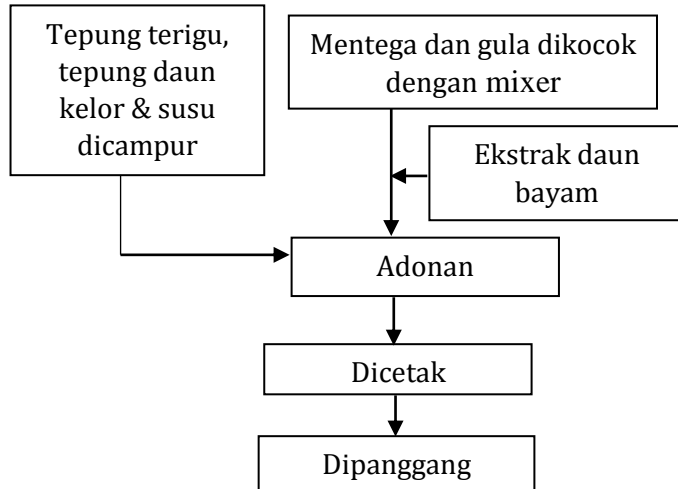 Tepung terigu,
tepung daun
kelor & susu
dicampur
Mentega dan gula dikocok
dengan mixer
Ekstrak daun
bayam
Adonan
Dicetak
Dipanggang